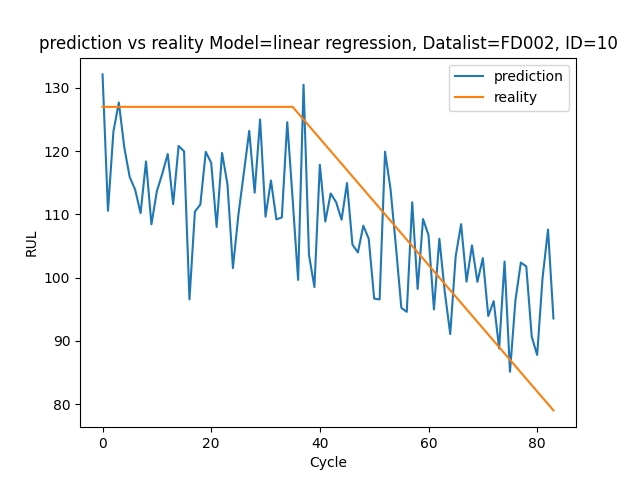 prediction vs reality Model=linear regression, Datalist=FD002, ID=10
prediction
reality
130
120
110
100
90
80
RUL
0 20 40 60 80
Cycle